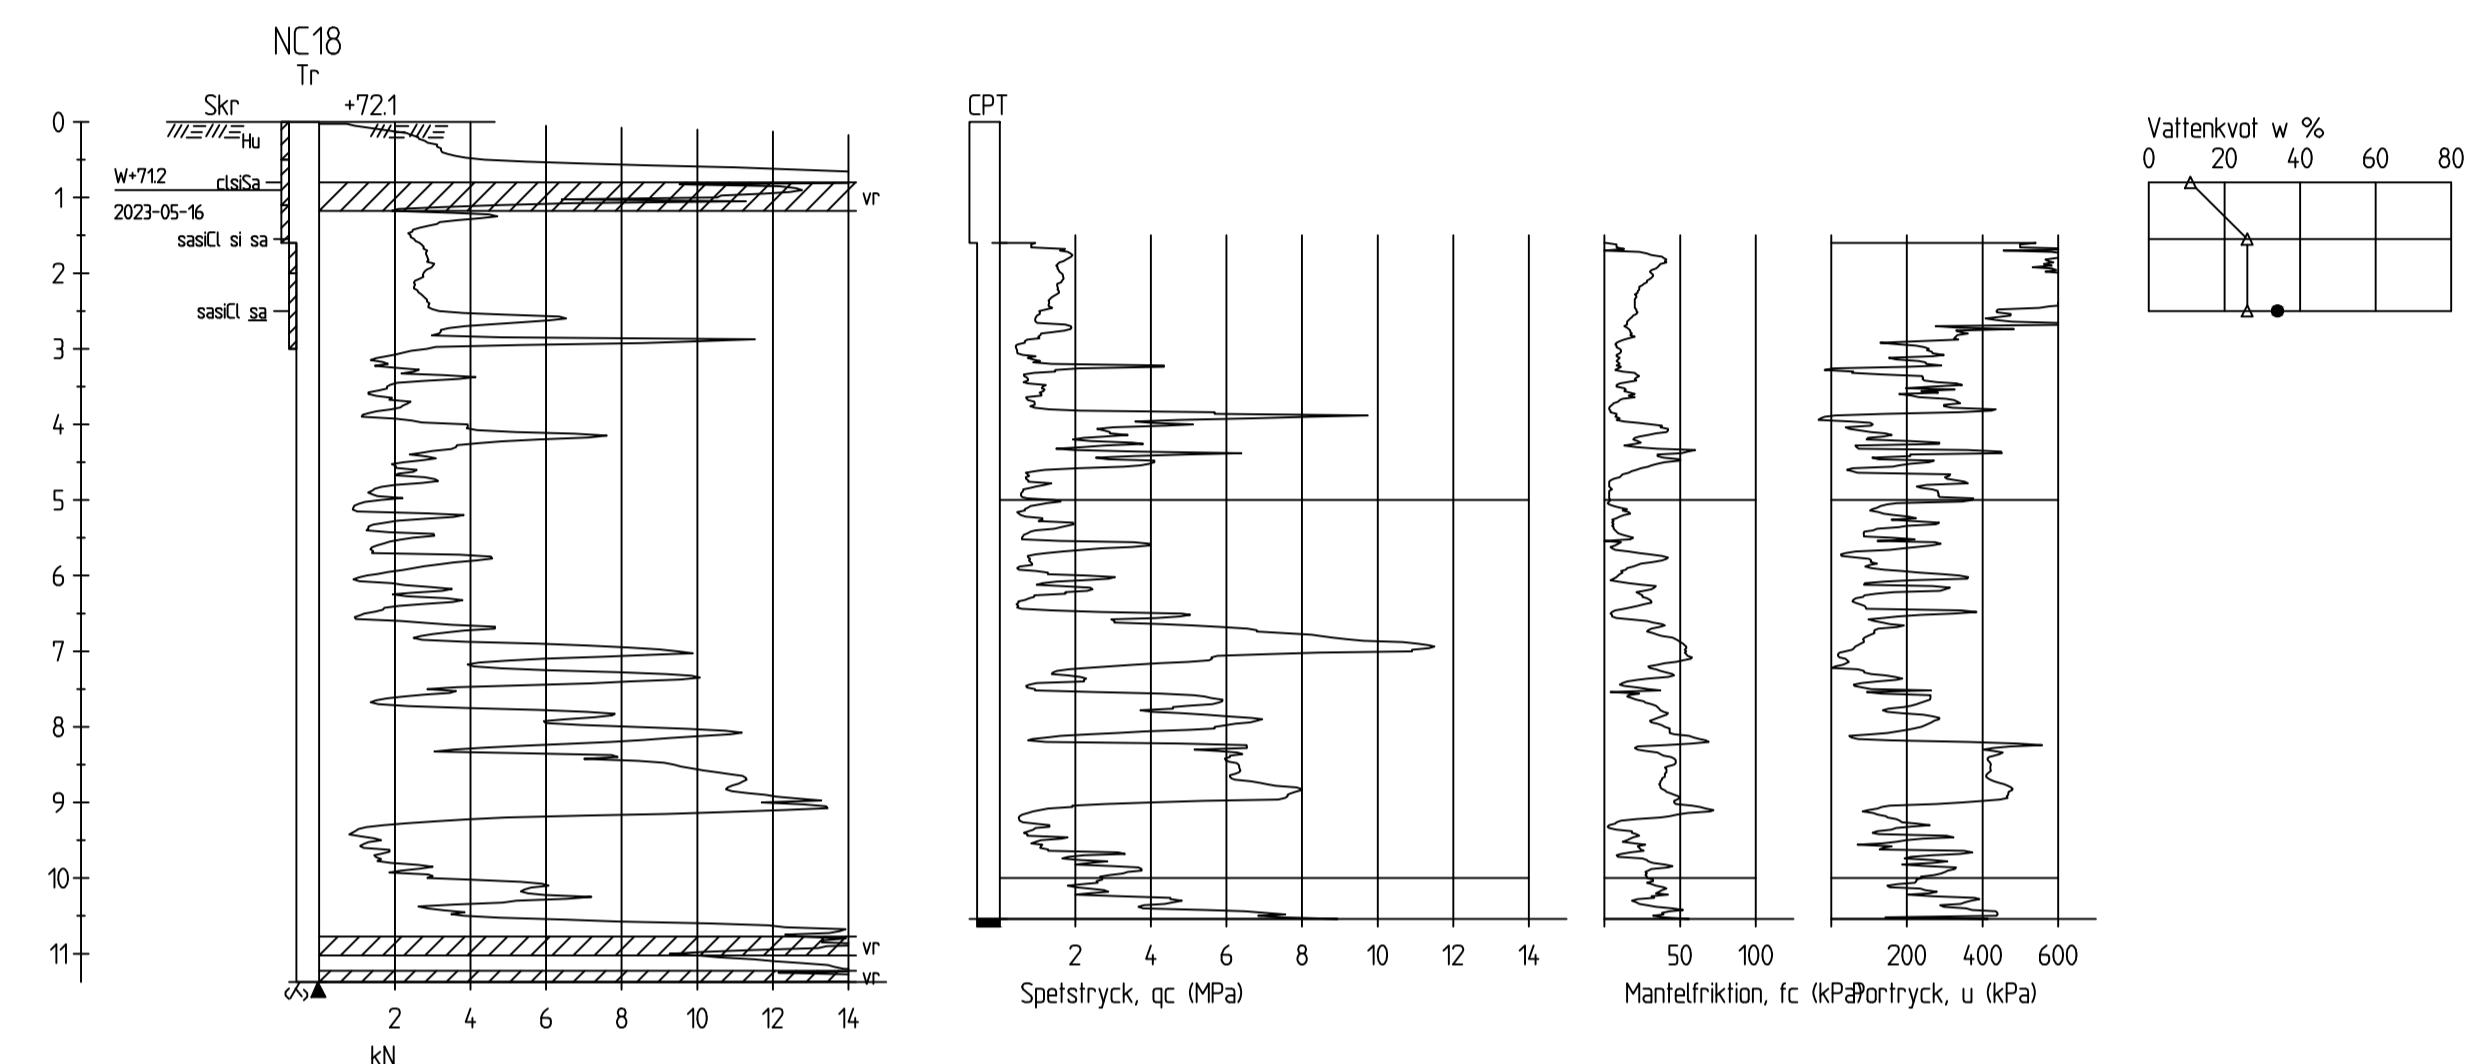 NC18
Tr
Skr +72.1 CPT
Vattenkvot w %
0 20 40 60 80
0
Hu
W+71.2 clsiSa
1 vr
2023-05-16
sasiCl si sa
2
sasiCl sa
3
4
5
6
7
8
9
10
11 vr
vr
2 4 6 8 10 12 14
kN
2 4 6 8 10 12 14
Spetstryck, qc (MPa)
50 100
Mantelfriktion, fc (kPa)
200 400 600
Portryck, u (kPa)